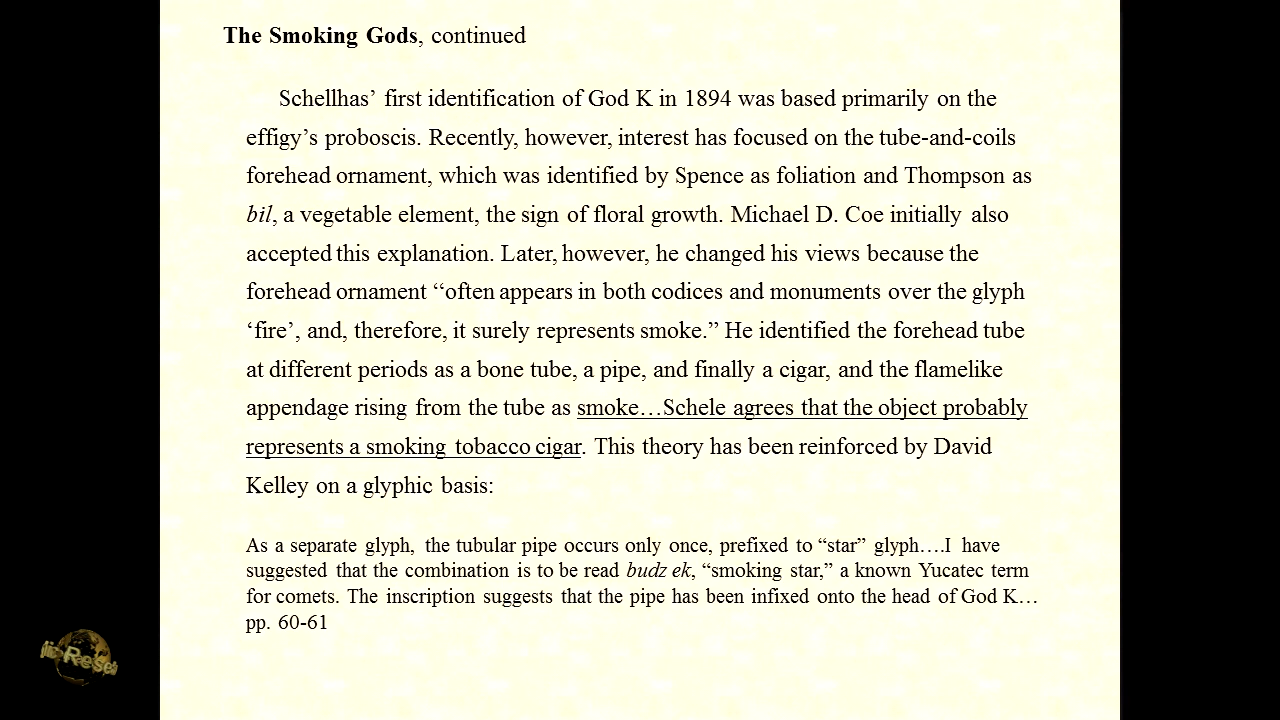 The Smoking Gods, continued
Schellhas’ first identification of God K in 1894 was based primarily on the
effigy’s proboscis. Recently, however, interest has focused on the tube-and-coils
forehead ornament, which was identified by Spence as foliation and Thompson as
bil, a vegetable element, the sign of floral growth. Michael D. Coe initially also
accepted this explanation. Later, however, he changed his views because the
forehead ornament “often appears in both codices and monuments over the glyph
‘fire’, and, therefore, it surely represents smoke.” He identified the forehead tube
at different periods as a bone tube, a pipe, and finally a cigar, and the flamelike
appendage rising from the tube as smoke…Schele agrees that the object probably
represents a smoking tobacco cigar. This theory has been reinforced by David
Kelley on a glyphic basis:
As a separate glyph, the tubular pipe occurs only once, prefixed to “star” glyph….I have
suggested that the combination is to be read budz ek, “smoking star,” a known Yucatec term
for comets. The inscription suggests that the pipe has been infixed onto the head of God K…
pp. 60-61